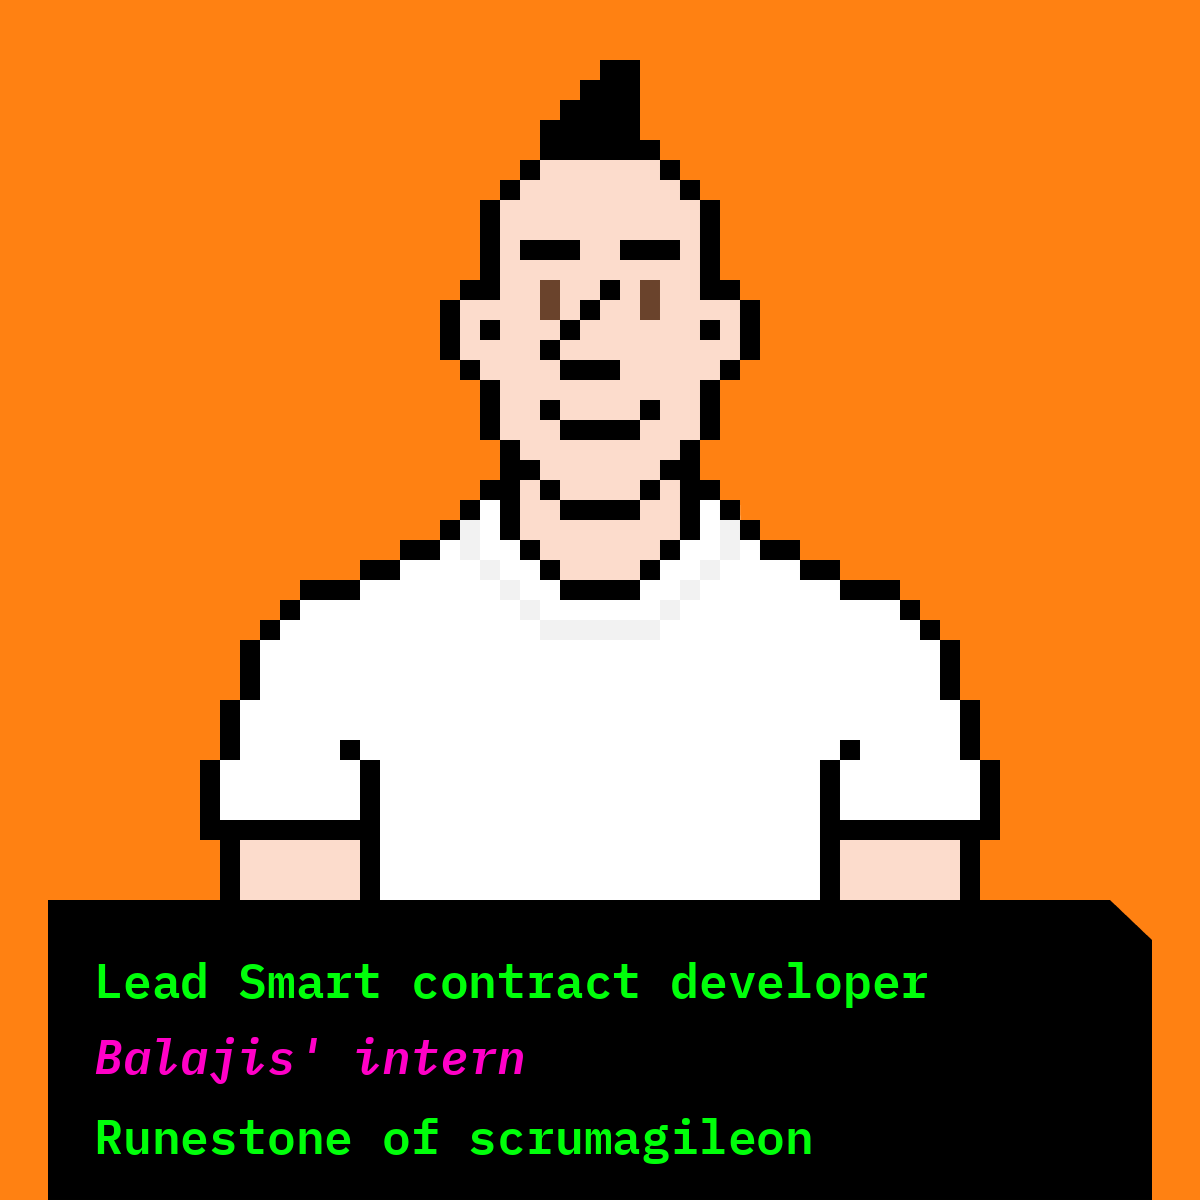 Lead Smart contract developer
Balajis' intern
Runestone of scrumagileon